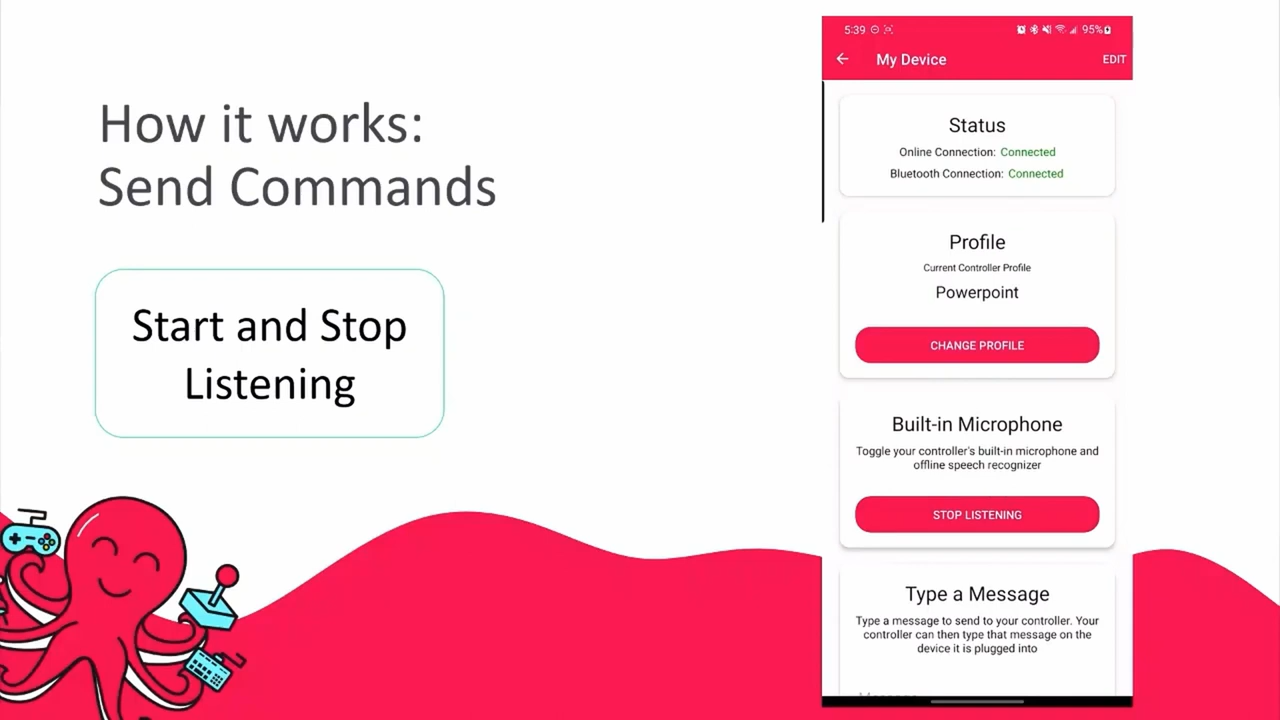 How it works:
Send Commands
Start and Stop
Listening
5:39
95%
My Device
EDIT
Status
Online Connection: Connected
Bluetooth Connection: Connected
Profile
Current Controller Profile
Powerpoint
CHANGE PROFILE
Built-in Microphone
Toggle your controller's built-in microphone and
offline speech recognizer
STOP LISTENING
Type a Message
Type a message to send to your controller. Your
controller can then type that message on the
device it is plugged into